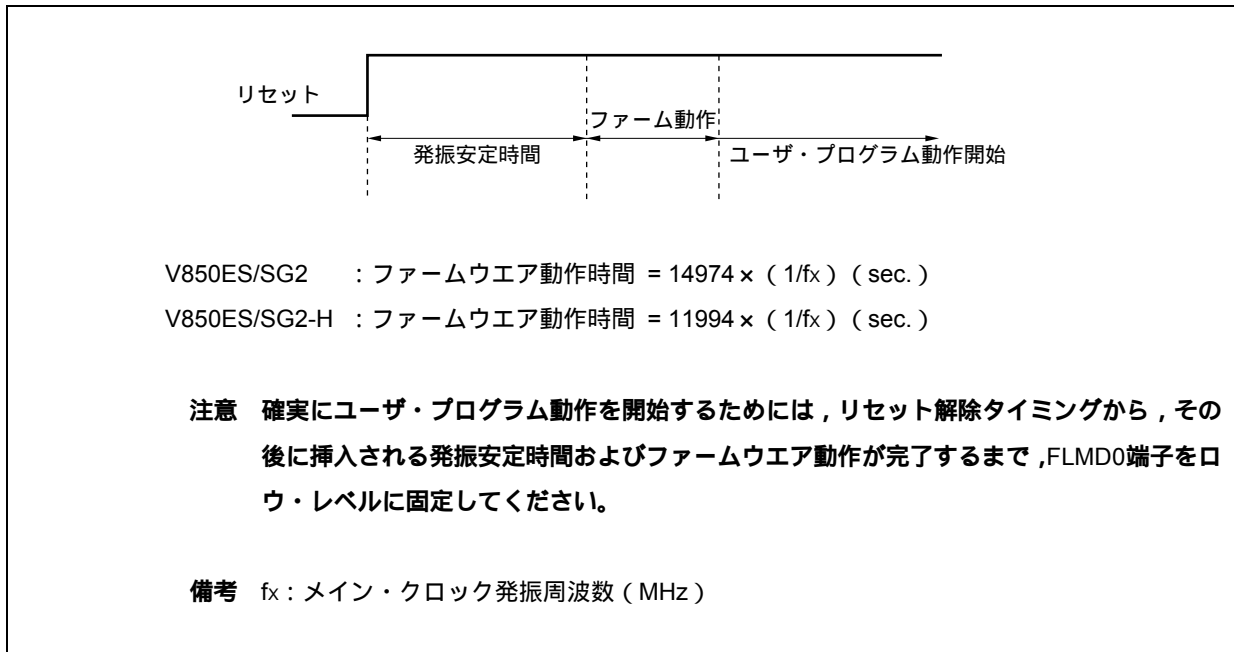 リセット
ファーム動作
発振安定時間
ユーザ・プログラム動作開始
V850ES/SG2 :ファームウエア動作時間 = 14974×(1/fx)(sec.)
V850ES/SG2-H :ファームウエア動作時間 = 11994×(1/fx)(sec.)
注意 確実にユーザ・プログラム動作を開始するためには,リセット解除タイミングから,その
後に挿入される発振安定時間およびファームウエア動作が完了するまで,FLMD0端子をロ
ウ・レベルに固定してください。
備考 fx:メイン・クロック発振周波数(MHz)